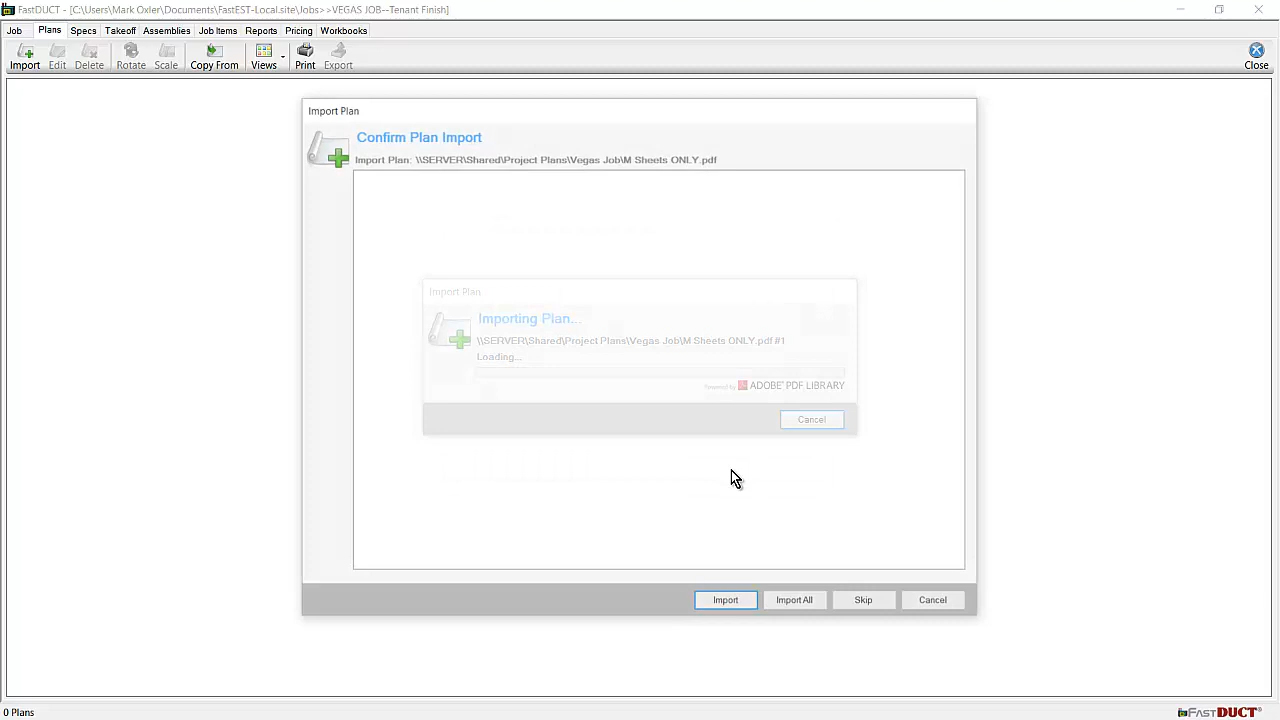 FastDUCT - [C:\Users\Mark Oxler\Documents\FastEST-Local.site\Jobs>>VEGAS JOB--Tenant Finish]
Job Plans Specs Takeoff Assemblies Job Items Reports Pricing Workbooks
Import Edit Delete Rotate Scale Copy From Views Print Export Close
Import Plan
Confirm Plan Import
Import Plan: \\SERVER\Shared\Project Plans\Vegas Job\M Sheets ONLY.pdf
Import Plan
Importing Plan...
\\SERVER\Shared\Project Plans\Vegas Job\M Sheets ONLY.pdf #1
Loading...
Powered by ADOBE® PDF LIBRARY
Cancel
Import Import All Skip Cancel
0 Plans FastDUCT®